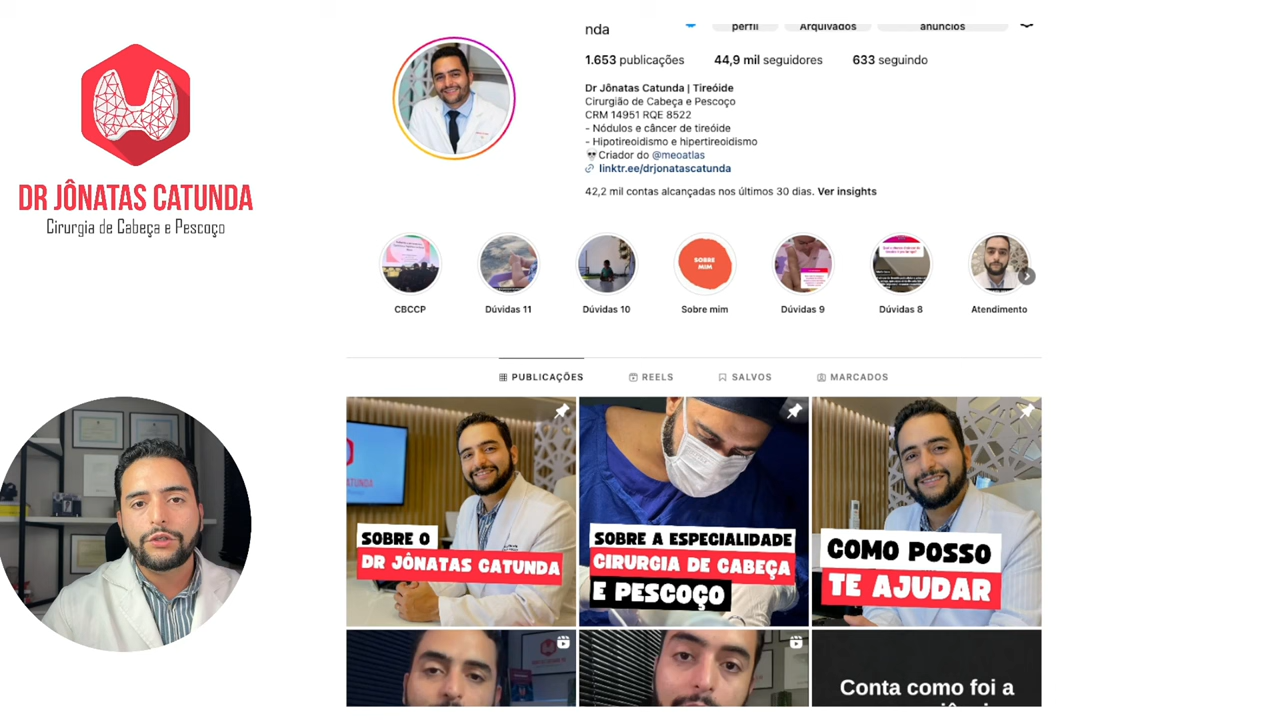 DR JÔNATAS CATUNDA
Cirurgia de Cabeça e Pescoço
nda
perfil
Arquivados
anúncios
1.653 publicações 44,9 mil seguidores 633 seguindo
Dr Jônatas Catunda | Tireóide
Cirurgião de Cabeça e Pescoço
CRM 14951 RQE 8522
- Nódulos e câncer de tireóide
- Hipotireoidismo e hipertireoidismo
Criador do @meoatlas
linktr.ee/drjonatascatunda
42,2 mil contas alcançadas nos últimos 30 dias. Ver insights
SOBRE
MIM
CBCCP
Dúvidas 11
Dúvidas 10
Sobre mim
Dúvidas 9
Dúvidas 8
Atendimento
PUBLICAÇÕES
REELS
SALVOS
MARCADOS
SOBRE O
DR JÔNATAS CATUNDA
SOBRE A ESPECIALIDADE
CIRURGIA DE CABEÇA
E PESCOÇO
COMO POSSO
TE AJUDAR
Conta como foi a